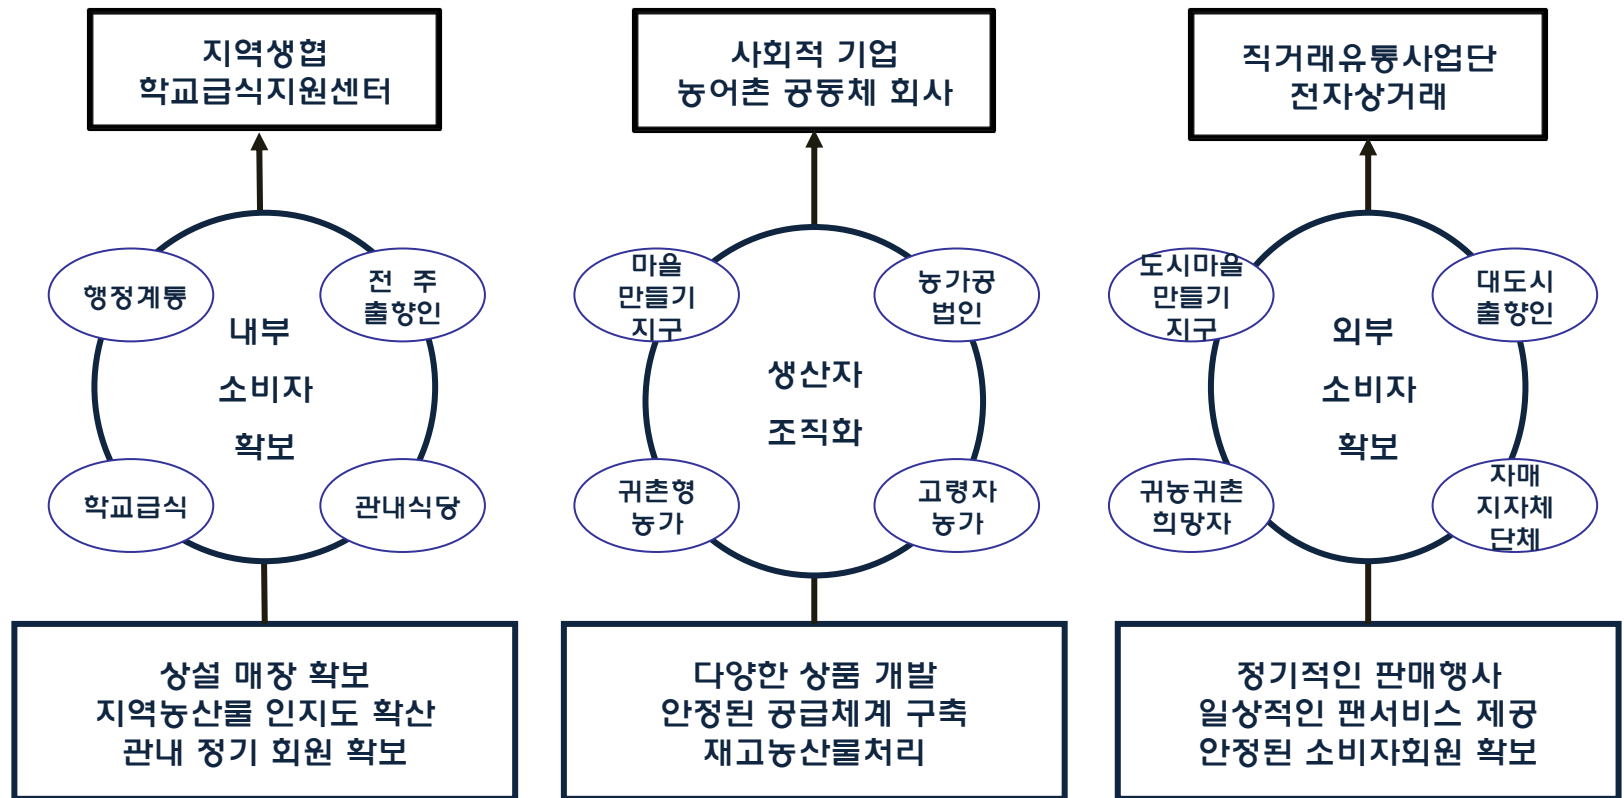 지역생협
학교급식지원센터
사회적 기업
농어촌 공동체 회사
직거래유통사업단
전자상거래
행정계통
전 주
출향인
내부
소비자
확보
학교급식
관내식당
마을
만들기
지구
농가공
법인
생산자
조직화
귀촌형
농가
고령자
농가
도시마을
만들기
지구
대도시
출향인
외부
소비자
확보
귀농귀촌
희망자
자매
지자체
단체
상설 매장 확보
지역농산물 인지도 확산
관내 정기 회원 확보
다양한 상품 개발
안정된 공급체계 구축
재고농산물처리
정기적인 판매행사
일상적인 팬서비스 제공
안정된 소비자회원 확보